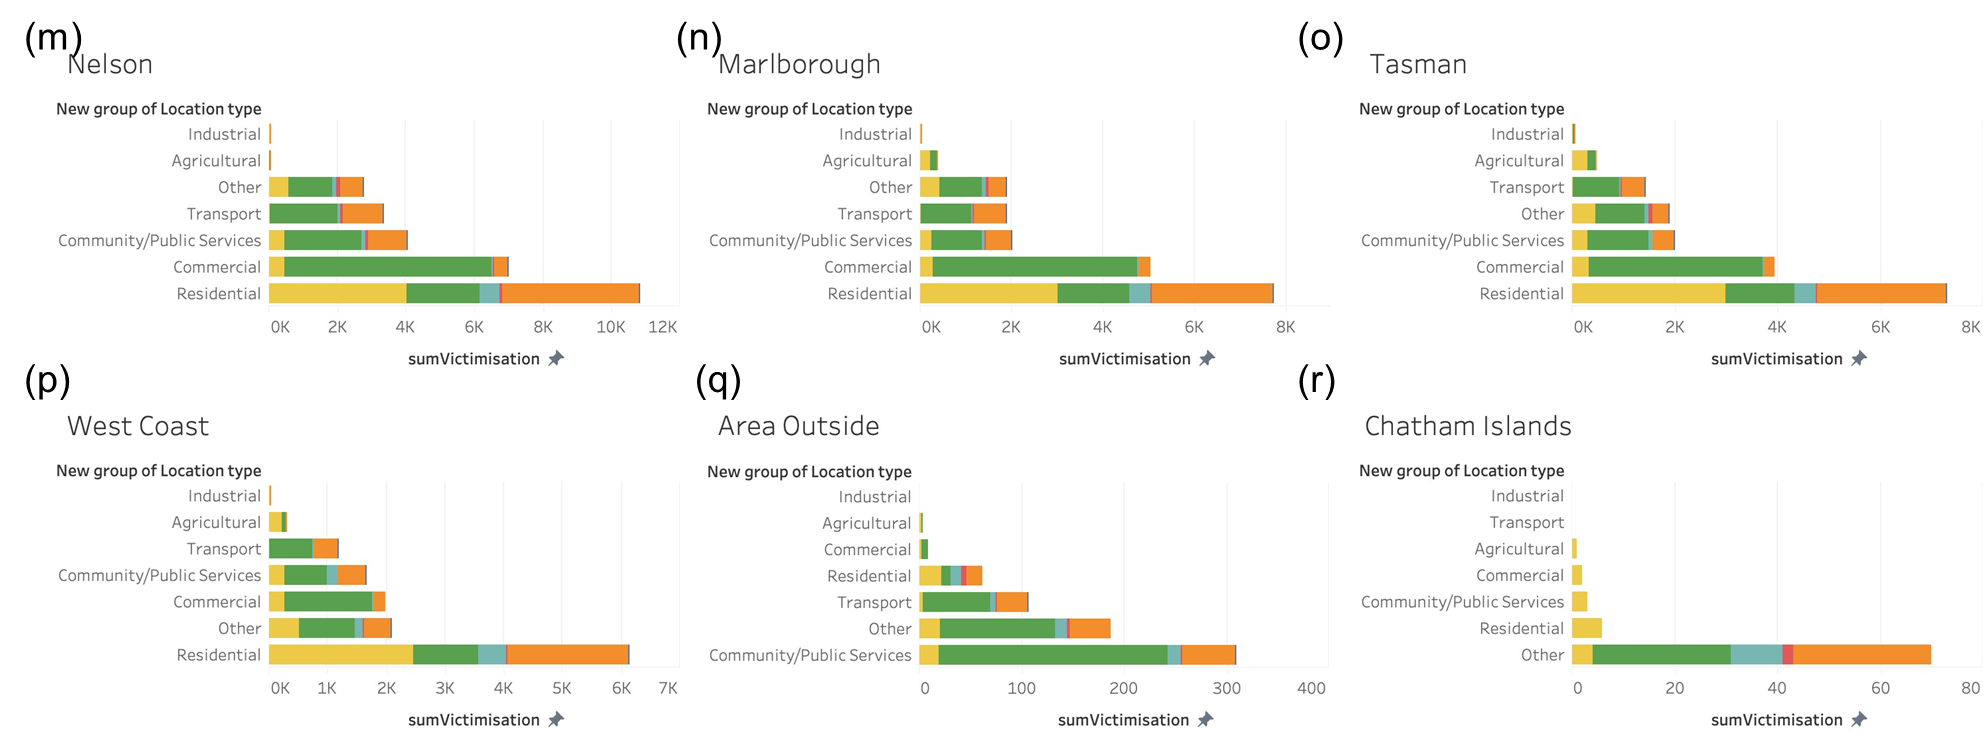 (m)
Nelson
New group of Location type
Industrial
Agricultural
Other
Transport
Community/Public Services
Commercial
Residential
0K 2K 4K 6K 8K 10K 12K
sumVictimisation
(n)
Marlborough
New group of Location type
Industrial
Agricultural
Other
Transport
Community/Public Services
Commercial
Residential
0K 2K 4K 6K 8K
sumVictimisation
(o)
Tasman
New group of Location type
Industrial
Agricultural
Transport
Other
Community/Public Services
Commercial
Residential
0K 2K 4K 6K 8K
sumVictimisation
(p)
West Coast
New group of Location type
Industrial
Agricultural
Transport
Community/Public Services
Commercial
Other
Residential
0K 1K 2K 3K 4K 5K 6K 7K
sumVictimisation
(q)
Area Outside
New group of Location type
Industrial
Agricultural
Commercial
Residential
Transport
Other
Community/Public Services
0 100 200 300 400
sumVictimisation
(r)
Chatham Islands
New group of Location type
Industrial
Transport
Agricultural
Commercial
Community/Public Services
Residential
Other
0 20 40 60 80
sumVictimisation